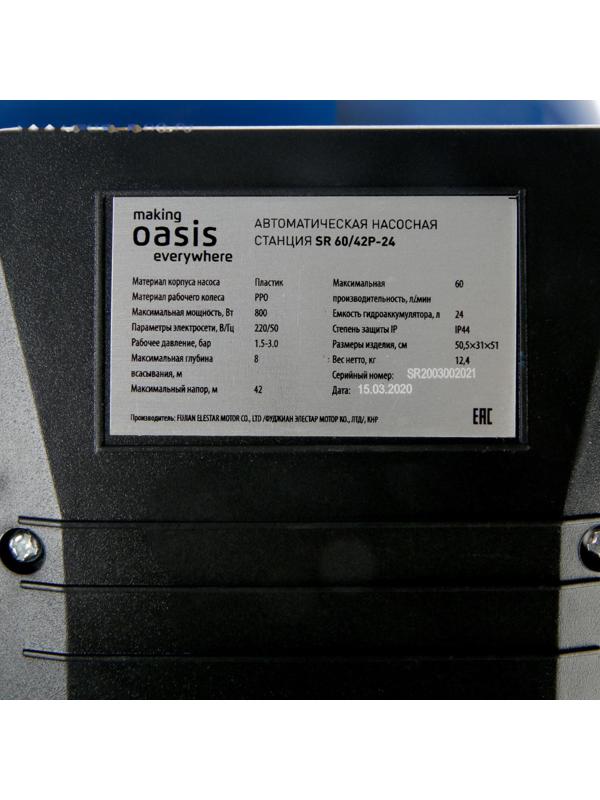 making
oasis
everywhere
АВТОМАТИЧЕСКАЯ НАСОСНАЯ
СТАНЦИЯ SR 60/42P-24
Материал корпуса насоса Пластик
Материал рабочего колеса PPO
Максимальная мощность, Вт 800
Параметры электросети, В/Гц 220/50
Рабочее давление, бар 1.5-3.0
Максимальная глубина 8
всасывания, м
Максимальный напор, м 42
Максимальная 60
производительность, л/мин
Емкость гидроаккумулятора, л 24
Степень защиты IP IP44
Размеры изделия, см 50,5×31×51
Вес нетто, кг 12,4
Серийный номер: SR2003002021
Дата: 15.03.2020
Производитель: FUJIAN ELESTAR MOTOR CO., LTD /ФУДЖИАН ЭЛЕСТАР МОТОР КО., ЛТД/, КНР
EAC